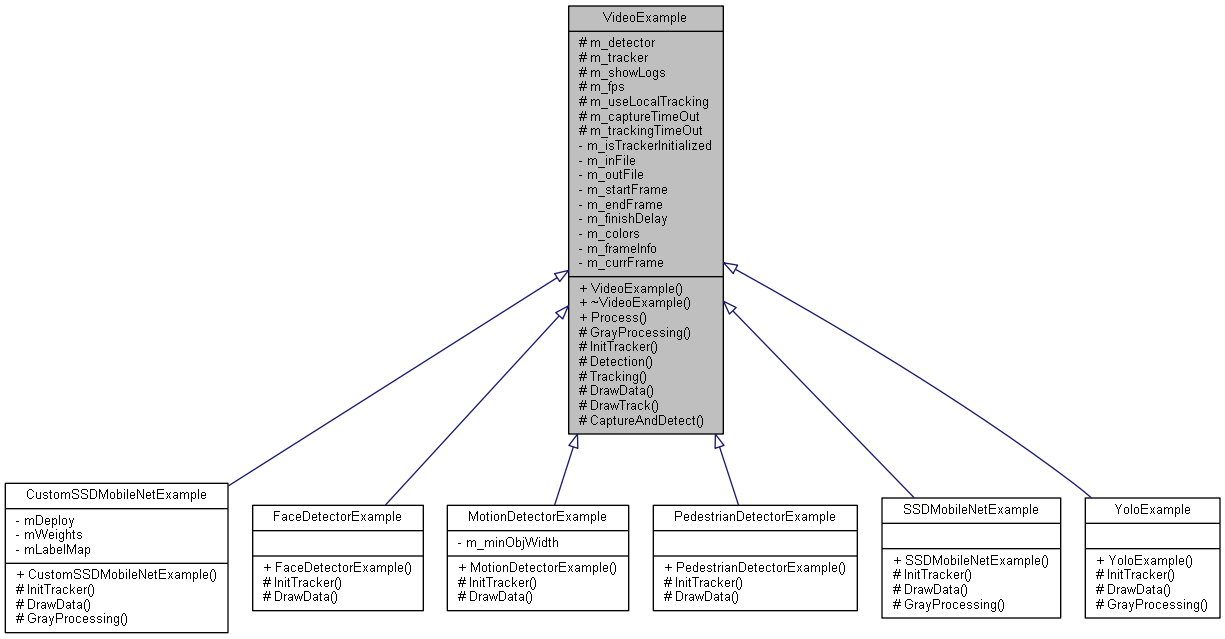 VideoExample
# m_detector
# m_tracker
# m_showLogs
# m_fps
# m_useLocalTracking
# m_captureTimeOut
# m_trackingTimeOut
- m_isTrackerInitialized
- m_inFile
- m_outFile
- m_startFrame
- m_endFrame
- m_finishDelay
- m_colors
- m_frameInfo
- m_currFrame
+ VideoExample()
+ ~VideoExample()
+ Process()
# GrayProcessing()
# InitTracker()
# Detection()
# Tracking()
# DrawData()
# DrawTrack()
# CaptureAndDetect()
CustomSSDMobileNetExample
- mDeploy
- mWeights
- mLabelMap
+ CustomSSDMobileNetExample()
# InitTracker()
# DrawData()
# GrayProcessing()
FaceDetectorExample
+ FaceDetectorExample()
# InitTracker()
# DrawData()
MotionDetectorExample
- m_minObjWidth
+ MotionDetectorExample()
# InitTracker()
# DrawData()
PedestrianDetectorExample
+ PedestrianDetectorExample()
# InitTracker()
# DrawData()
SSDMobileNetExample
+ SSDMobileNetExample()
# InitTracker()
# DrawData()
# GrayProcessing()
YoloExample
+ YoloExample()
# InitTracker()
# DrawData()
# GrayProcessing()